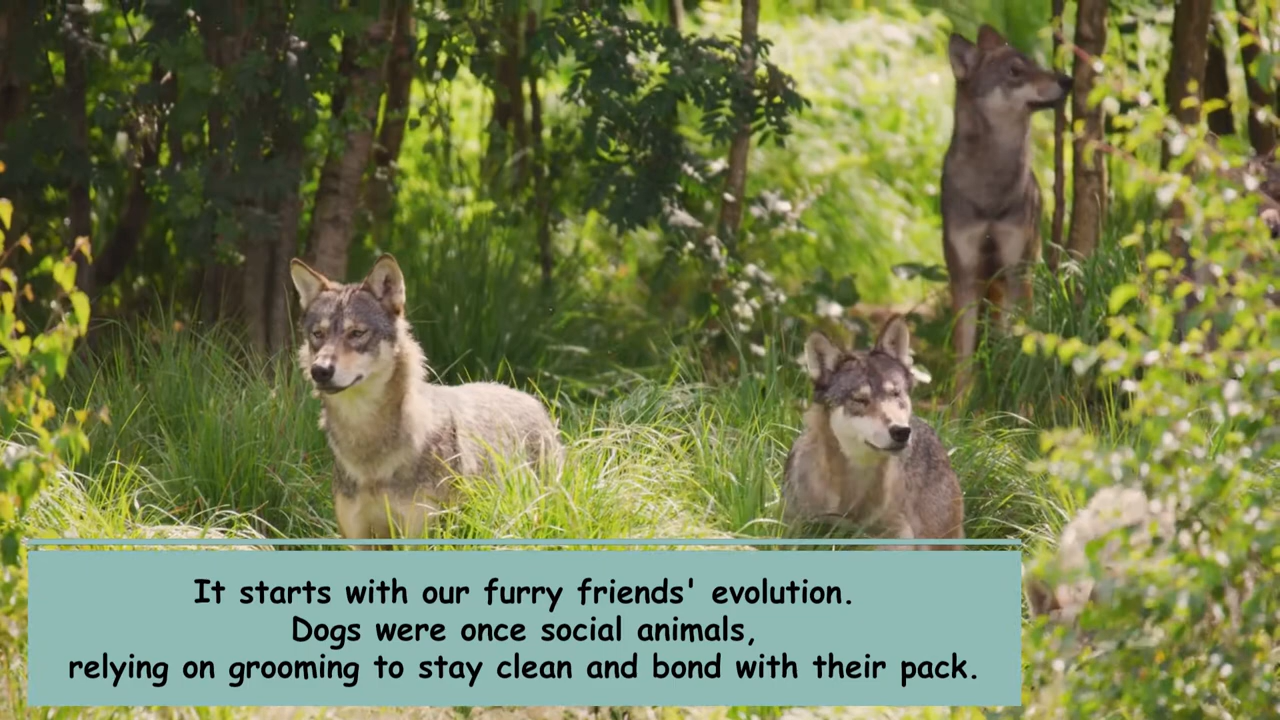 It starts with our furry friends' evolution.
Dogs were once social animals,
relying on grooming to stay clean and bond with their pack.